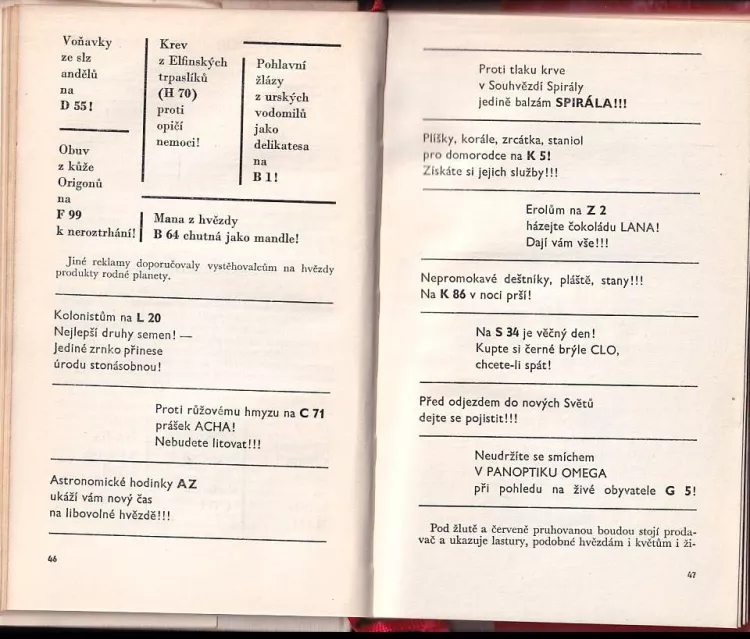 Voňavky
ze slz
andělů
na
D 55!
Obuv
z kůže
Origonů
na
F 99
k neroztrhání!
Krev
z Elfinských
trpaslíků
(H 70)
proti
opičí
nemoci!
Pohlavní
žlázy
z urských
vodomilů
jako
delikatesa
na
B 1!
Mana z hvězdy
B 64 chutná jako mandle!
Jiné reklamy doporučovaly vystěhovalcům na hvězdy
produkty rodné planety.
Kolonistům na L 20
Nejlepší druhy semen! —
Jediné zrnko přinese
úrodu stonásobnou!
Proti růžovému hmyzu na C 71
prášek ACHA!
Nebudete litovat!!!
Astronomické hodinky AZ
ukáží vám nový čas
na libovolné hvězdě!!!
46
Proti tlaku krve
v Souhvězdí Spirály
jedině balzám SPIRÁLA!!!
Plíšky, korále, zrcátka, staniol
pro domorodce na K 5!
Získáte si jejich služby!!!
Erolům na Z 2
házejte čokoládu LANA!
Dají vám vše!!!
Nepromokavé deštníky, pláště, stany!!!
Na K 86 v noci prší!
Na S 34 je věčný den!
Kupte si černé brýle CLO,
chcete-li spát!
Před odjezdem do nových Světů
dejte se pojistit!!!
Neudržíte se smíchem
V PANOPTIKU OMEGA
při pohledu na živé obyvatele G 5!
Pod žlutě a červeně pruhovanou boudou stojí proda-
vač a ukazuje lastury, podobné hvězdám i květům i ži-
47